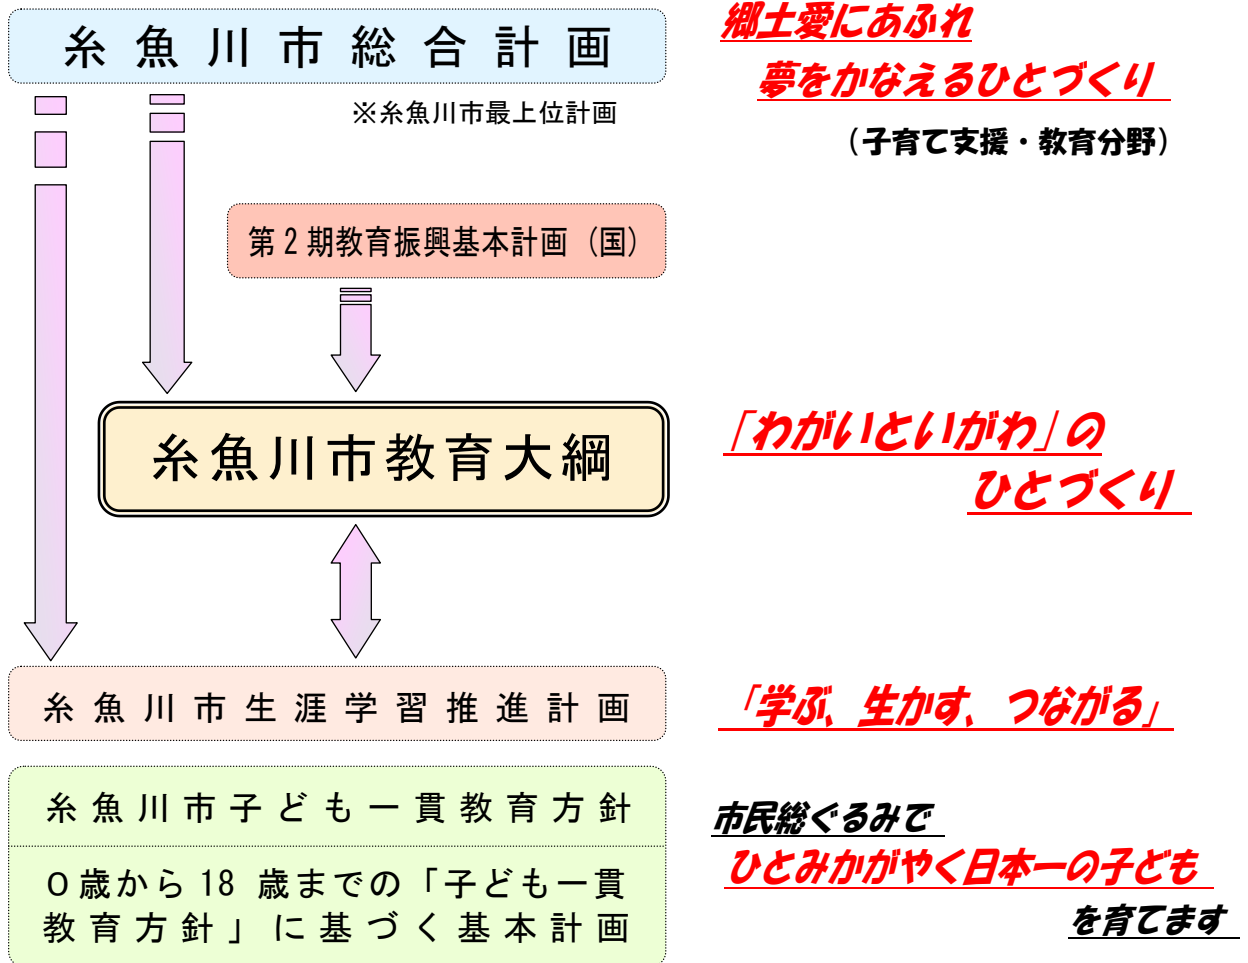 糸魚川市総合計画
※糸魚川市最上位計画
郷土愛にあふれ
夢をかなえるひとづくり
（子育て支援・教育分野）
第2期教育振興基本計画（国）
糸魚川市教育大綱
「わがいといがわ」の
ひとづくり
糸魚川市生涯学習推進計画
「学ぶ、生かす、つながる」
糸魚川市子ども一貫教育方針
０歳から18 歳までの「子ども一貫
教育方針」に基づく基本計画
市民総ぐるみで
ひとみかがやく日本一の子ども
を育てます